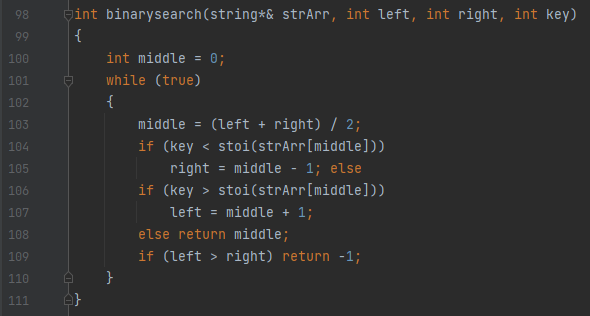 98 int binarysearch(string*& strArr, int left, int right, int key)
99 {
100     int middle = 0;
101     while (true)
102     {
103         middle = (left + right) / 2;
104         if (key < stoi(strArr[middle]))
105             right = middle - 1; else
106         if (key > stoi(strArr[middle]))
107             left = middle + 1;
108         else return middle;
109         if (left > right) return -1;
110     }
111 }